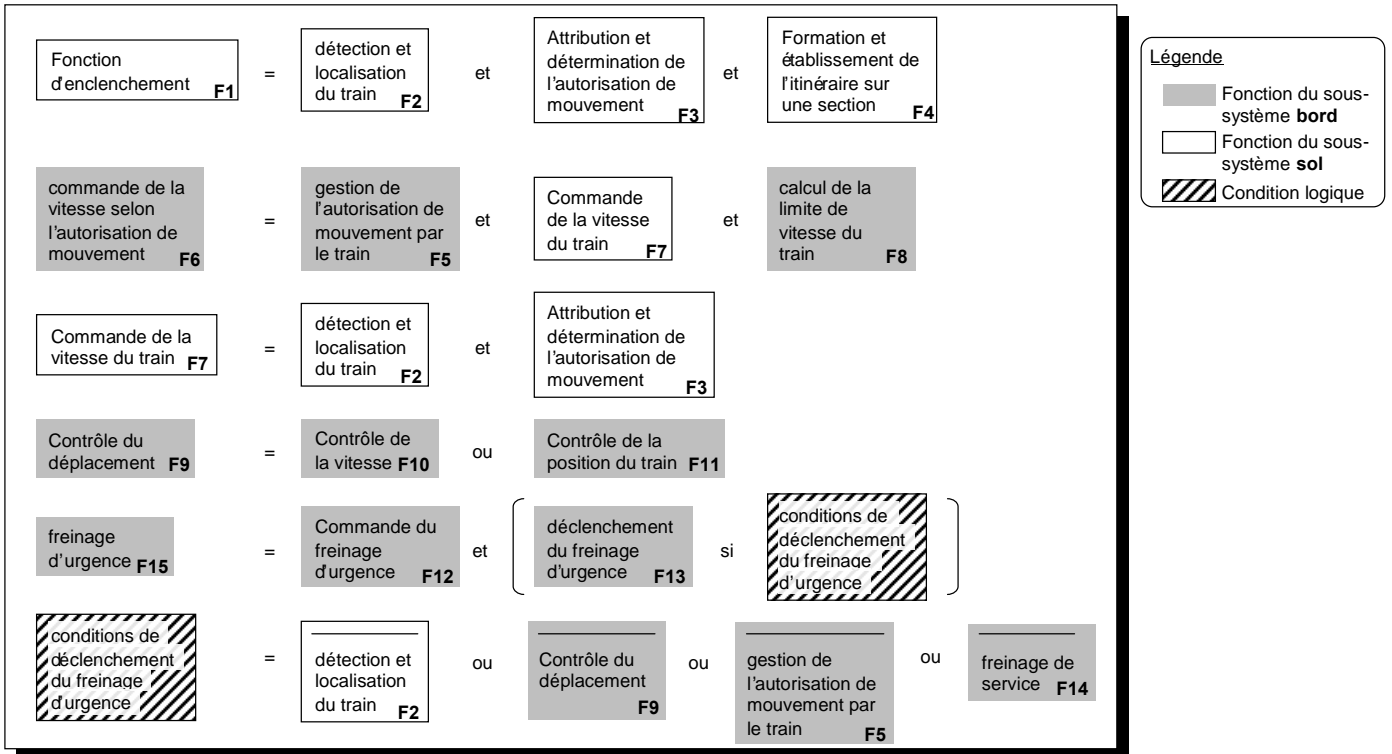 Fonction
d'enclenchement F1
=
détection et
localisation
du train F2
et
Attribution et
détermination de
l'autorisation de
mouvement
F3
et
Formation et
établissement de
l'itinéraire sur
une section
F4
commande de la
vitesse selon
l'autorisation de
mouvement F6
=
gestion de
l'autorisation de
mouvement par
le train F5
et
Commande
de la vitesse
du train F7
et
calcul de la
limite de
vitesse du
train F8
Commande de la
vitesse du train F7
=
détection et
localisation
du train F2
et
Attribution et
détermination de
l'autorisation de
mouvement
F3
Contrôle du
déplacement F9
=
Contrôle de
la vitesse F10
ou
Contrôle de la
position du train F11
freinage
d'urgence F15
=
Commande du
freinage
d'urgence F12
et
déclenchement
du freinage
d'urgence F13
si
conditions de
déclenchement
du freinage
d'urgence
conditions de
déclenchement
du freinage
d'urgence
=
détection et
localisation
du train F2
ou
Contrôle du
déplacement
F9
ou
gestion de
l'autorisation de
mouvement par
le train F5
ou
freinage de
service F14
Légende
Fonction du sous-
système bord
Fonction du sous-
système sol
Condition logique